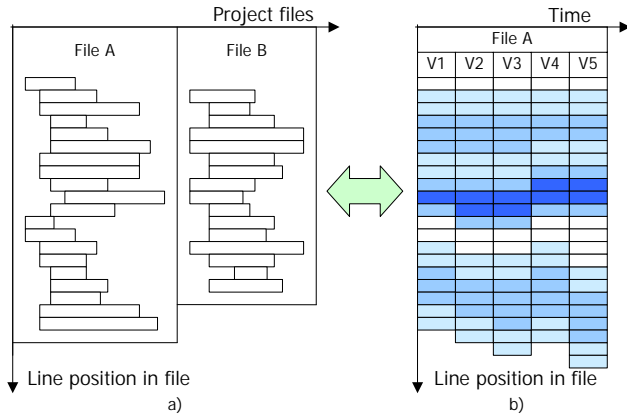 Project files
File A
File B
Line position in file
a)
Time
File A
V1 V2 V3 V4 V5
Line position in file
b)